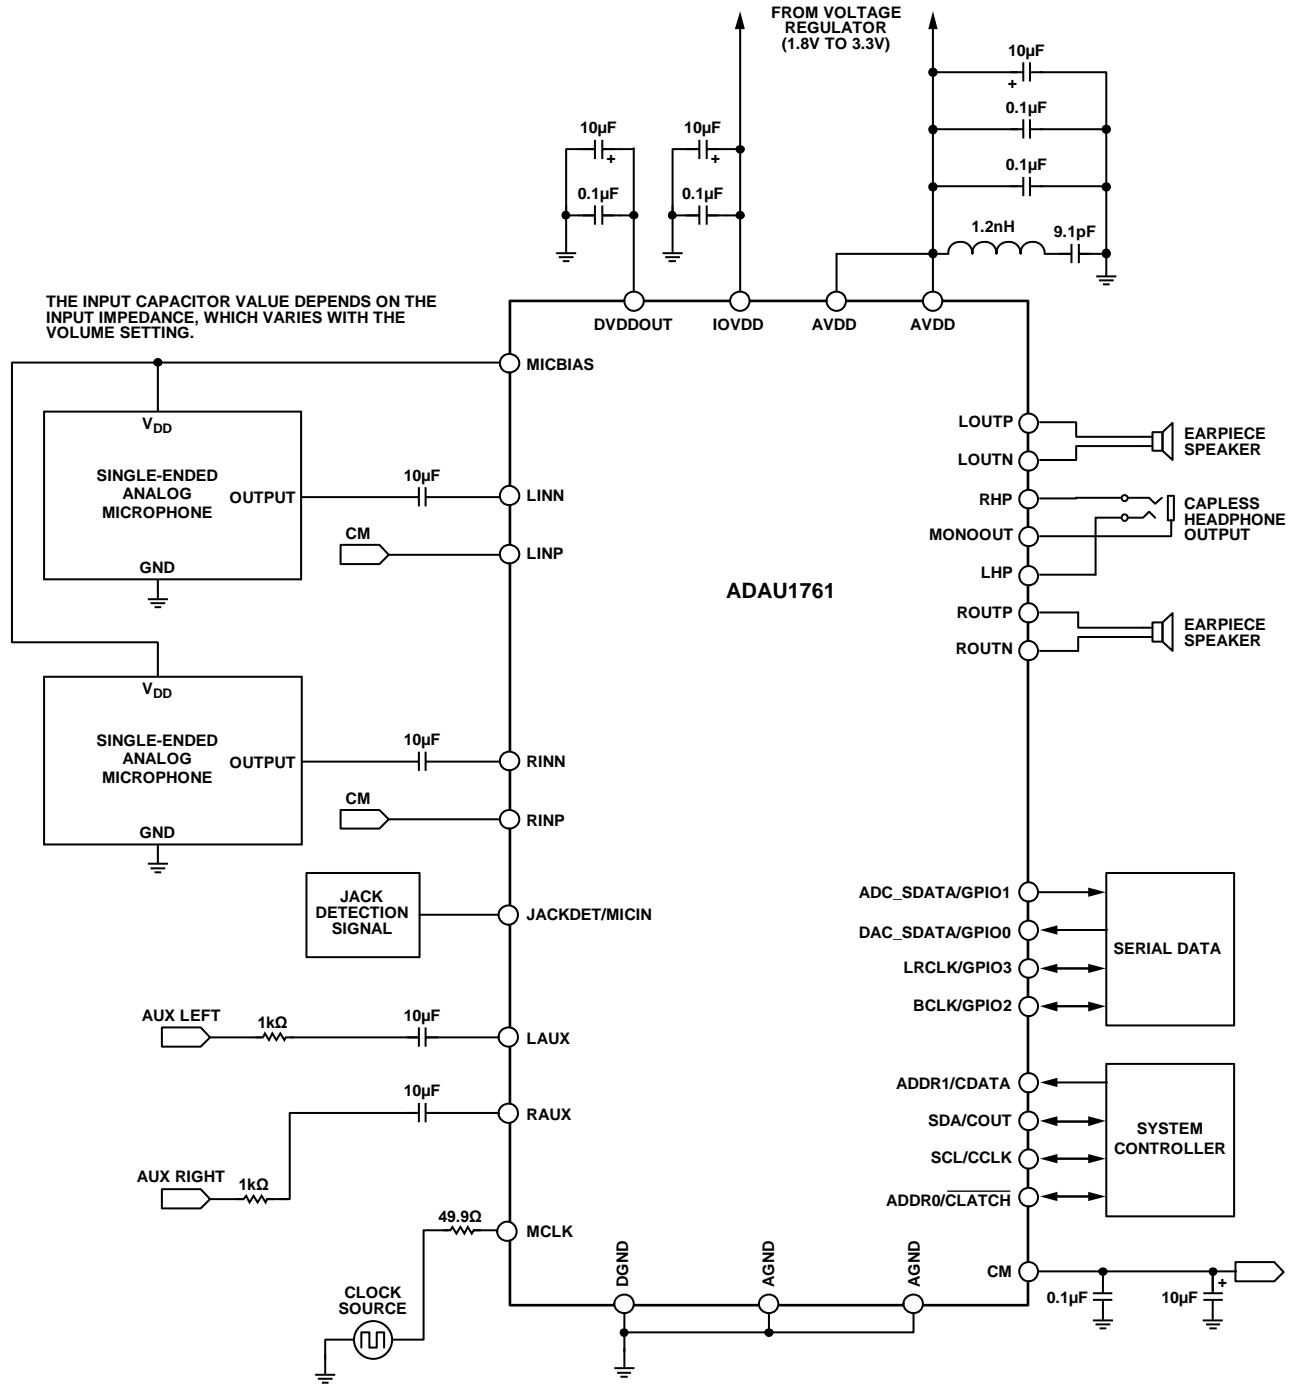 FROM VOLTAGE
REGULATOR
(1.8V TO 3.3V)
10µF
+
0.1µF
10µF
+
0.1µF
10µF
+
0.1µF
0.1µF
1.2nH
9.1pF
THE INPUT CAPACITOR VALUE DEPENDS ON THE
INPUT IMPEDANCE, WHICH VARIES WITH THE
VOLUME SETTING.
DVDDOUT
IOVDD
AVDD
AVDD
MICBIAS
VDD
SINGLE-ENDED
ANALOG
MICROPHONE
OUTPUT
GND
10µF
LINN
CM
LINP
VDD
SINGLE-ENDED
ANALOG
MICROPHONE
OUTPUT
GND
10µF
RINN
CM
RINP
JACK
DETECTION
SIGNAL
JACKDET/MICIN
AUX LEFT
1kΩ
10µF
LAUX
AUX RIGHT
1kΩ
10µF
RAUX
49.9Ω
MCLK
CLOCK
SOURCE
ADAU1761
LOUTP
LOUTN
EARPIECE
SPEAKER
RHP
MONOOUT
LHP
CAPLESS
HEADPHONE
OUTPUT
ROUTP
ROUTN
EARPIECE
SPEAKER
ADC_SDATA/GPIO1
DAC_SDATA/GPIO0
LRCLK/GPIO3
BCLK/GPIO2
SERIAL DATA
ADDR1/CDATA
SDA/COUT
SCL/CCLK
ADDR0/CLATCH
SYSTEM
CONTROLLER
DGND
AGND
AGND
CM
0.1µF
10µF
+